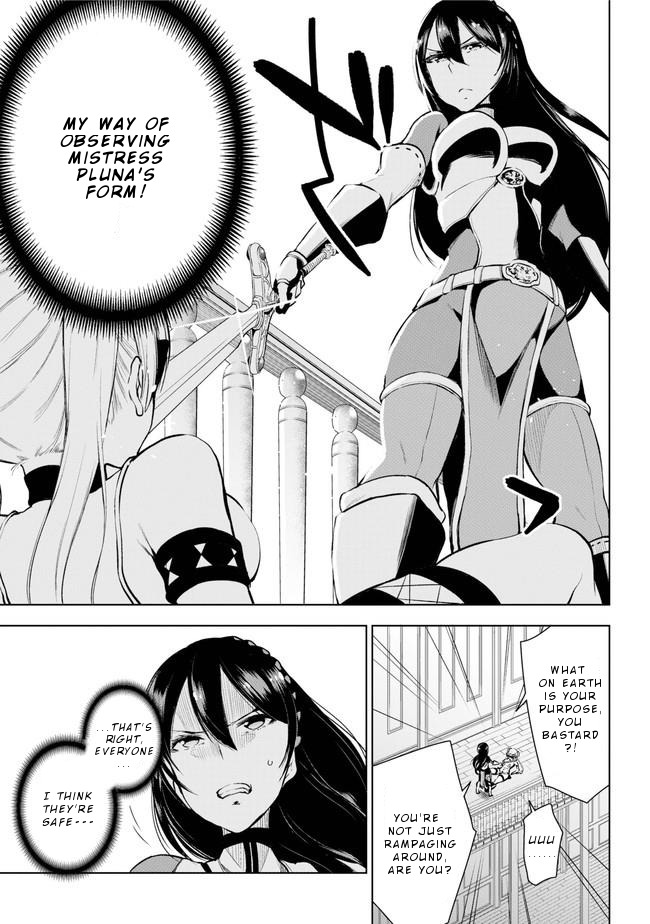 MY WAY OF
OBSERVING
MISTRESS
PLUNA'S
FORM!
WHAT
ON EARTH
IS YOUR
PURPOSE,
YOU
BASTARD
?!
YOU'RE
NOT JUST
RAMPAGING
AROUND,
ARE YOU?
UUU
......
...THAT'S
RIGHT,
EVERYONE
...
I THINK
THEY'RE
SAFE---